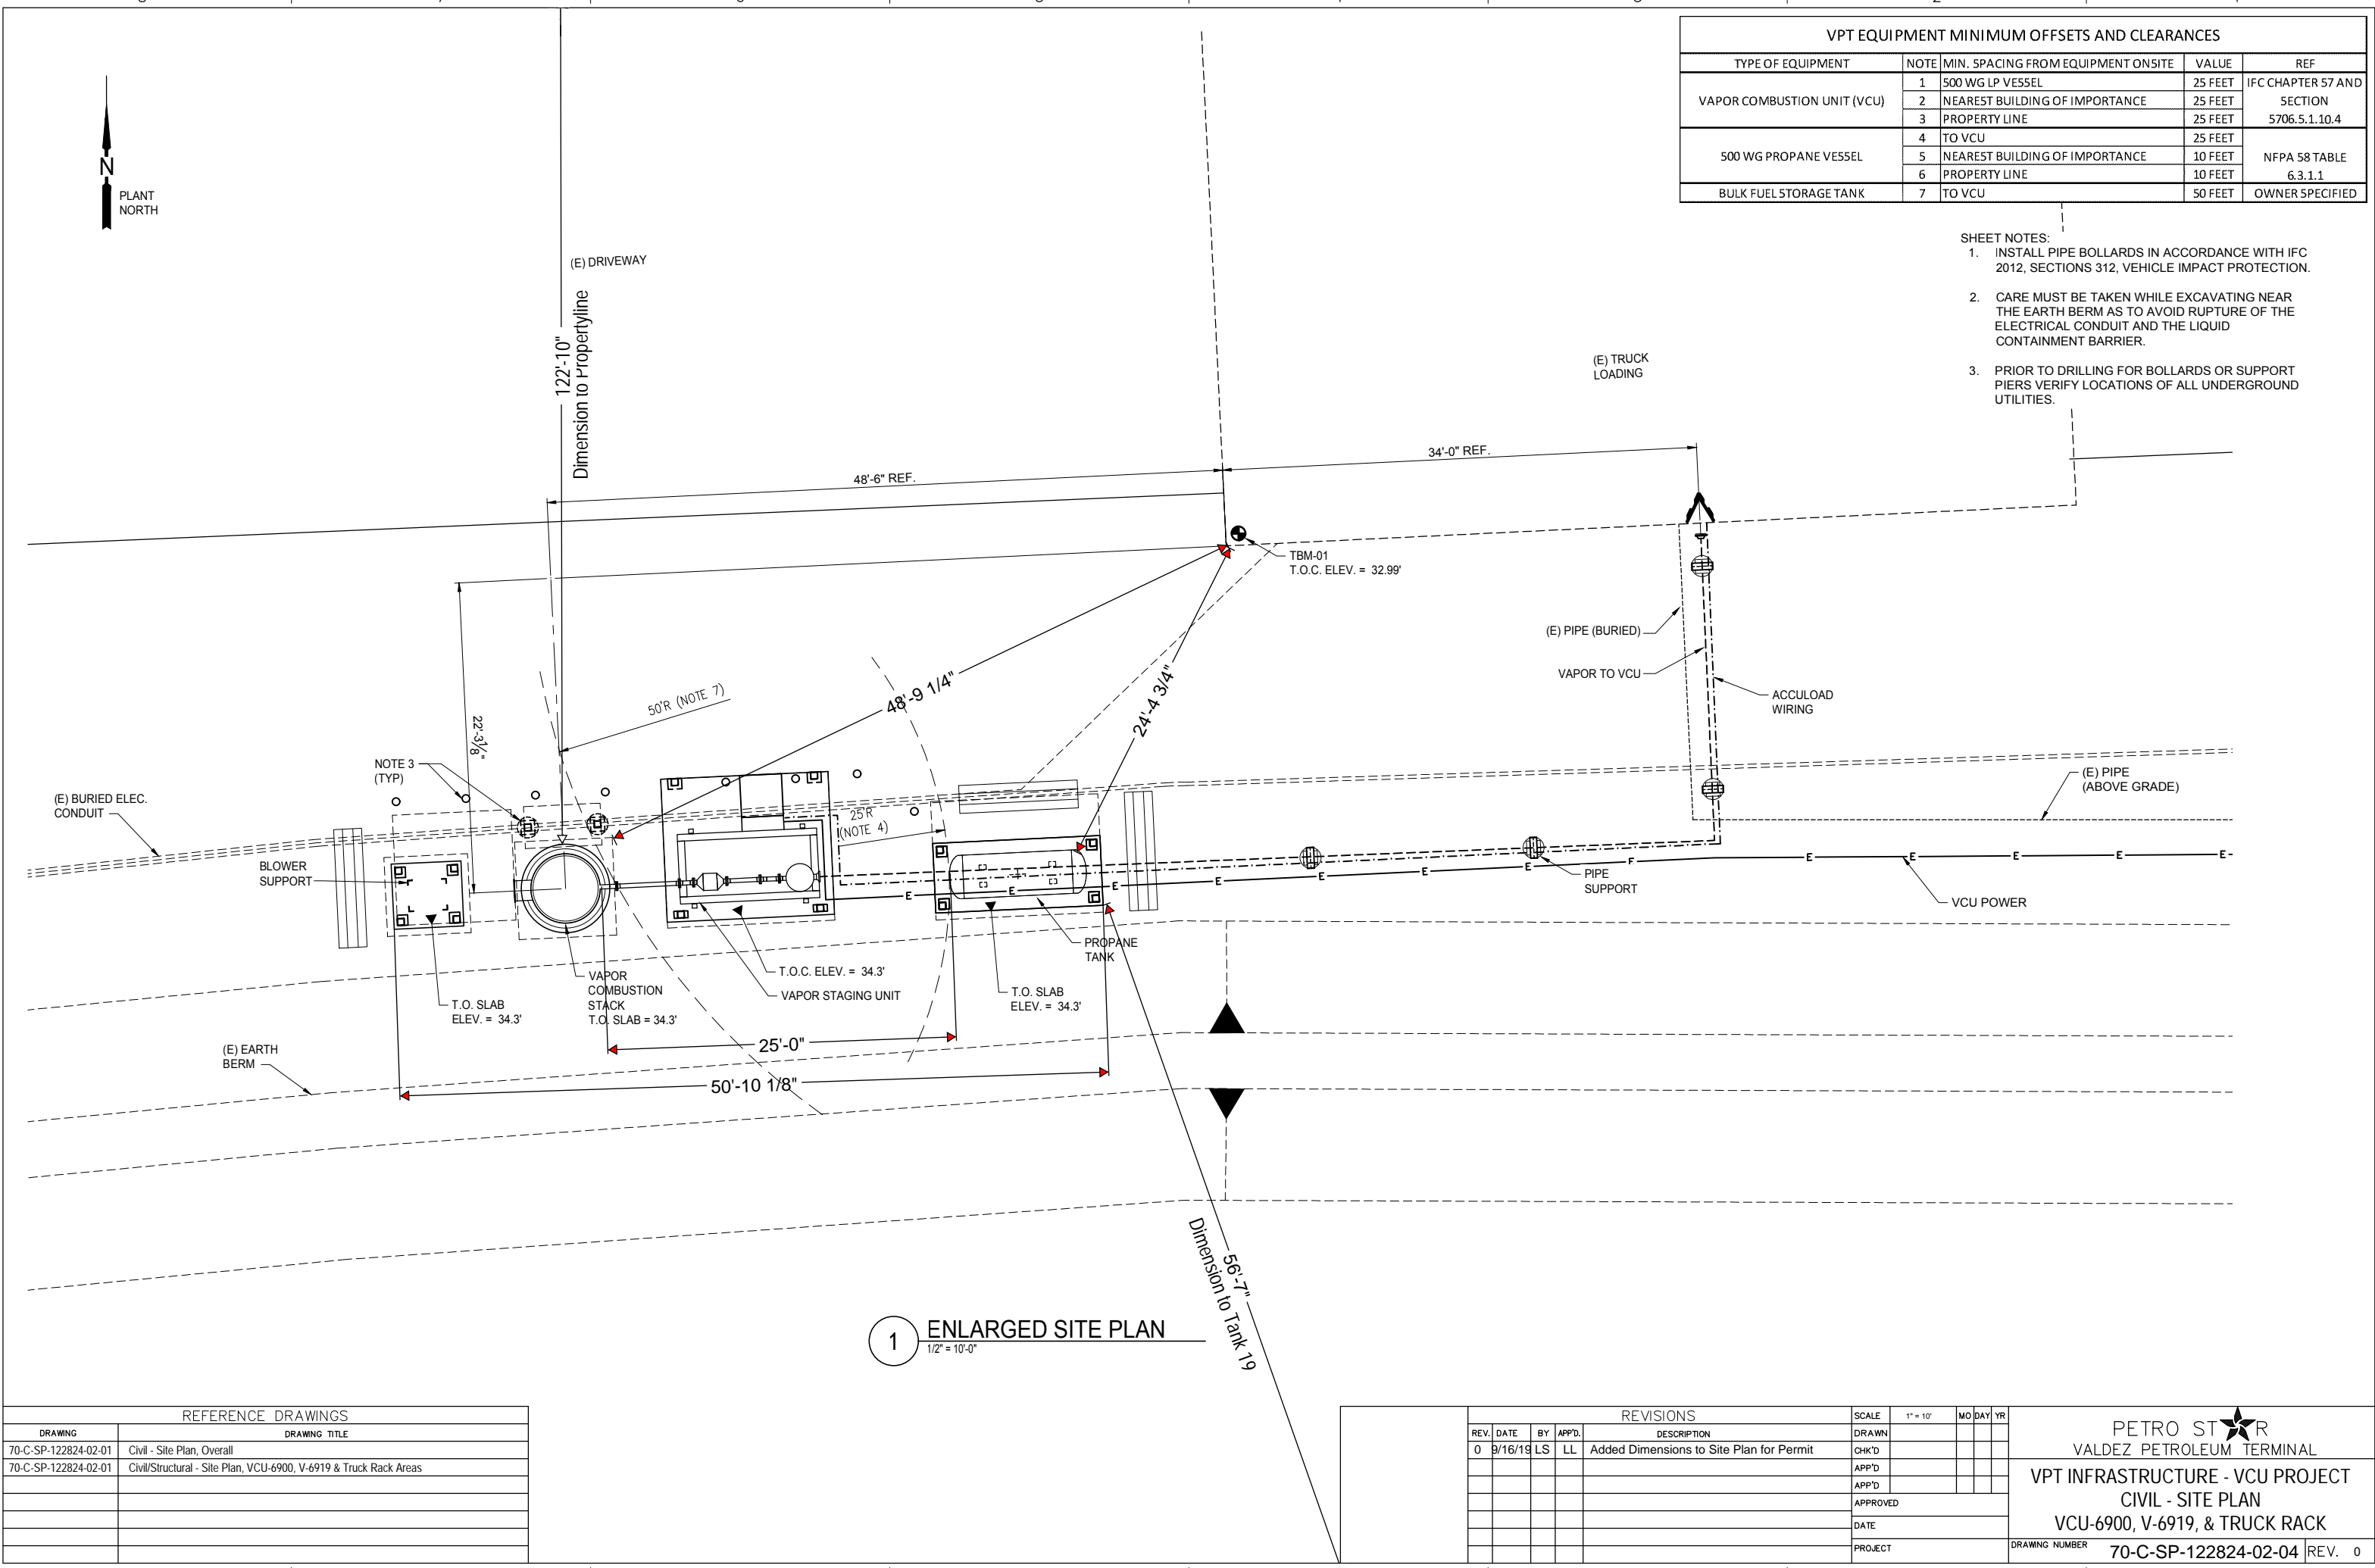 VPT EQUIPMENT MINIMUM OFFSETS AND CLEARANCES
TYPE OF EQUIPMENT NOTE MIN. SPACING FROM EQUIPMENT ONSITE VALUE REF
VAPOR COMBUSTION UNIT (VCU)
1 500 WG LP VESSEL 25 FEET IFC CHAPTER 57 AND
2 NEAREST BUILDING OF IMPORTANCE 25 FEET SECTION
3 PROPERTY LINE 25 FEET 5706.5.1.10.4
4 TO VCU 25 FEET
500 WG PROPANE VESSEL 5 NEAREST BUILDING OF IMPORTANCE 10 FEET NFPA 58 TABLE
6 PROPERTY LINE 10 FEET 6.3.1.1
BULK FUEL STORAGE TANK 7 TO VCU 50 FEET OWNER SPECIFIED
N
PLANT
NORTH
SHEET NOTES:
1. INSTALL PIPE BOLLARDS IN ACCORDANCE WITH IFC
2012, SECTIONS 312, VEHICLE IMPACT PROTECTION.
2. CARE MUST BE TAKEN WHILE EXCAVATING NEAR
THE EARTH BERM AS TO AVOID RUPTURE OF THE
ELECTRICAL CONDUIT AND THE LIQUID
CONTAINMENT BARRIER.
3. PRIOR TO DRILLING FOR BOLLARDS OR SUPPORT
PIERS VERIFY LOCATIONS OF ALL UNDERGROUND
UTILITIES.
(E) DRIVEWAY
122'-10"
Dimension to Propertyline
(E) TRUCK
LOADING
34'-0" REF.
48'-6" REF.
TBM-01
T.O.C. ELEV. = 32.99'
(E) PIPE (BURIED)
VAPOR TO VCU
ACCULOAD
WIRING
50'R (NOTE 7)
48'-9 1/4"
24'-4 3/4"
22'-3 7/8"
NOTE 3
(TYP)
(E) BURIED ELEC.
CONDUIT
25'R
(NOTE 4)
(E) PIPE
(ABOVE GRADE)
BLOWER
SUPPORT
PIPE
SUPPORT
E E E E E E F E E E E E
VCU POWER
PROPANE
TANK
VAPOR
COMBUSTION
STACK
T.O. SLAB = 34.3'
T.O.C. ELEV. = 34.3'
VAPOR STAGING UNIT
T.O. SLAB
ELEV. = 34.3'
T.O. SLAB
ELEV. = 34.3'
(E) EARTH
BERM
25'-0"
50'-10 1/8"
56'-7"
Dimension to Tank 19
1 ENLARGED SITE PLAN
1/2" = 10'-0"
REFERENCE DRAWINGS
DRAWING DRAWING TITLE
70-C-SP-122824-02-01 Civil - Site Plan, Overall
70-C-SP-122824-02-01 Civil/Structural - Site Plan, VCU-6900, V-6919 & Truck Rack Areas
REVISIONS
REV. DATE BY APP'D. DESCRIPTION
0 9/16/19 LS LL Added Dimensions to Site Plan for Permit
SCALE 1" = 10' MO DAY YR
DRAWN
CHK'D
APP'D
APP'D
APPROVED
DATE
PROJECT
PETRO STAR
VALDEZ PETROLEUM TERMINAL
VPT INFRASTRUCTURE - VCU PROJECT
CIVIL - SITE PLAN
VCU-6900, V-6919, & TRUCK RACK
DRAWING NUMBER 70-C-SP-122824-02-04 REV. 0